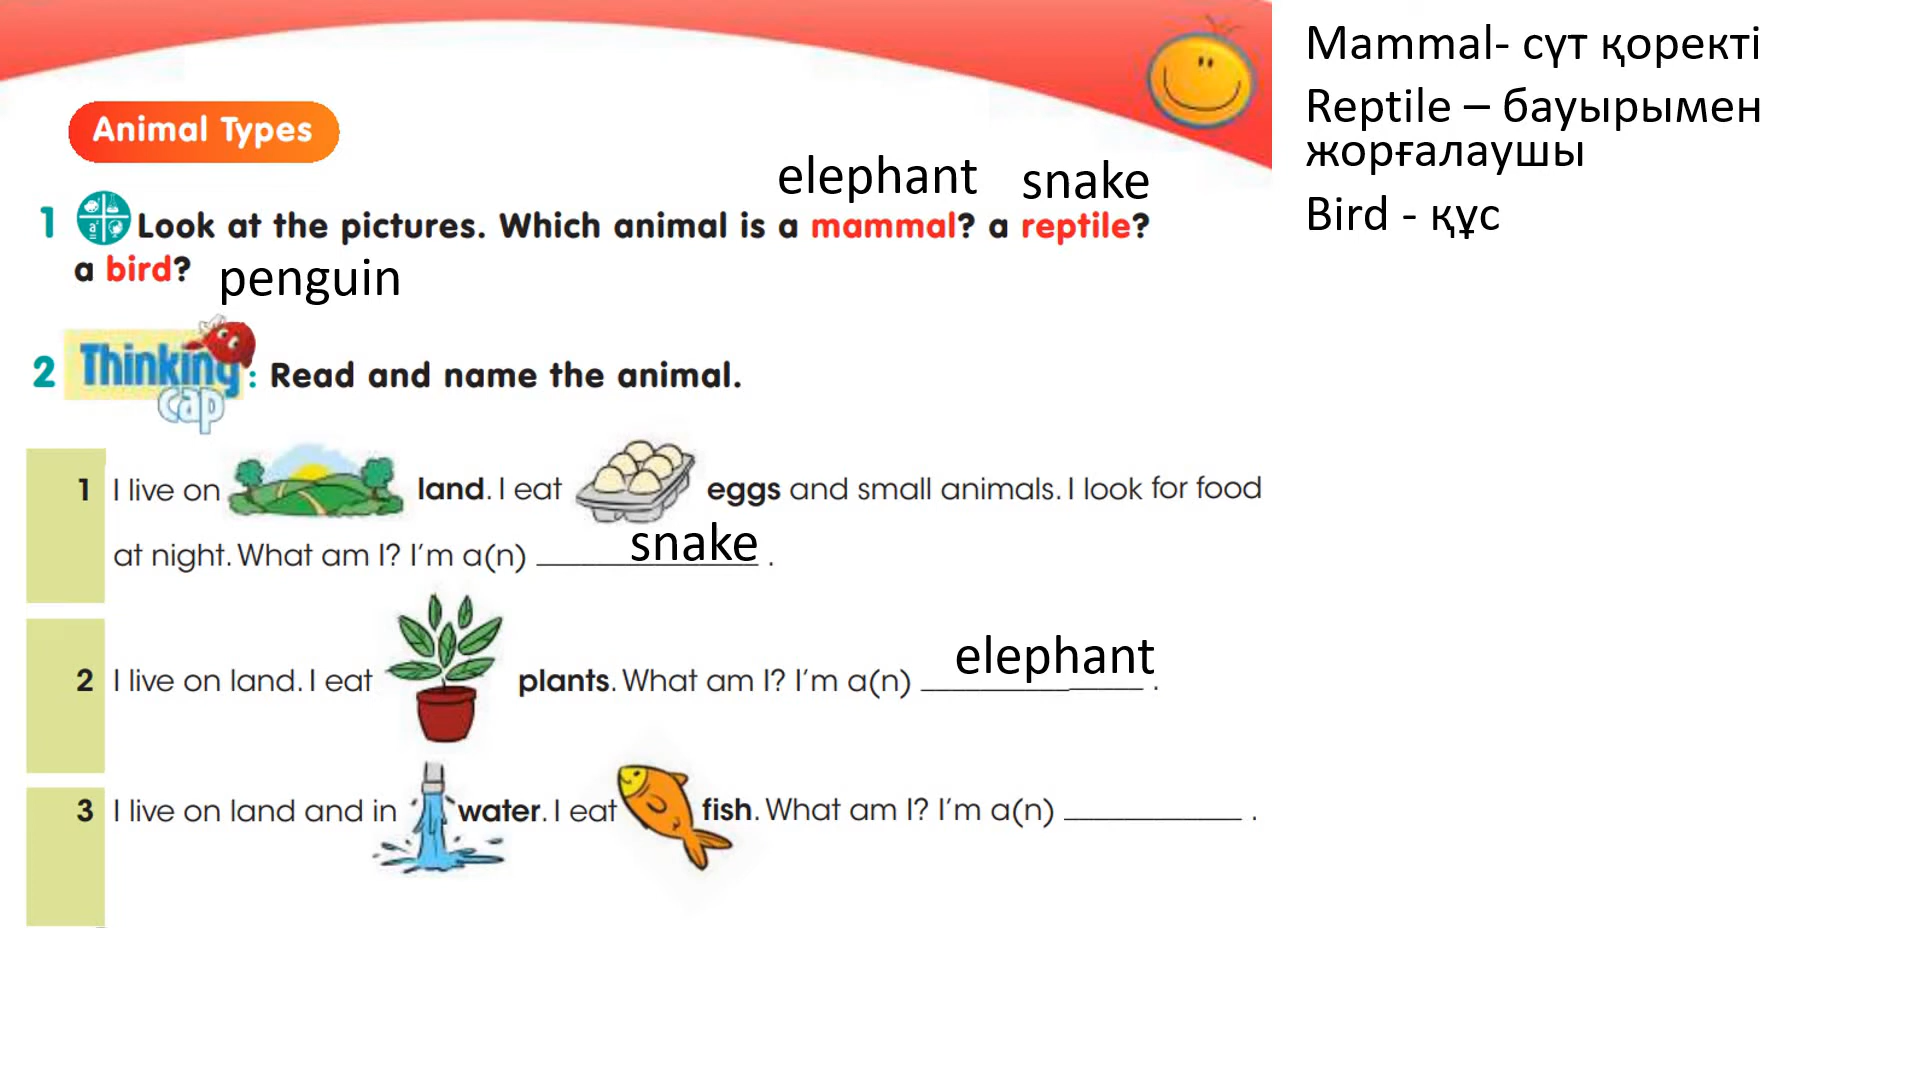 Mammal- сүт қоректі
Reptile – бауырымен
жорғалаушы
Bird - құс
Animal Types
elephant snake
1 Look at the pictures. Which animal is a mammal? a reptile?
a bird? penguin
2 Thinking Cap : Read and name the animal.
1 I live on land. I eat eggs and small animals. I look for food
at night. What am I? I'm a(n) snake .
2 I live on land. I eat plants. What am I? I'm a(n) elephant .
3 I live on land and in water. I eat fish. What am I? I'm a(n) ____________ .